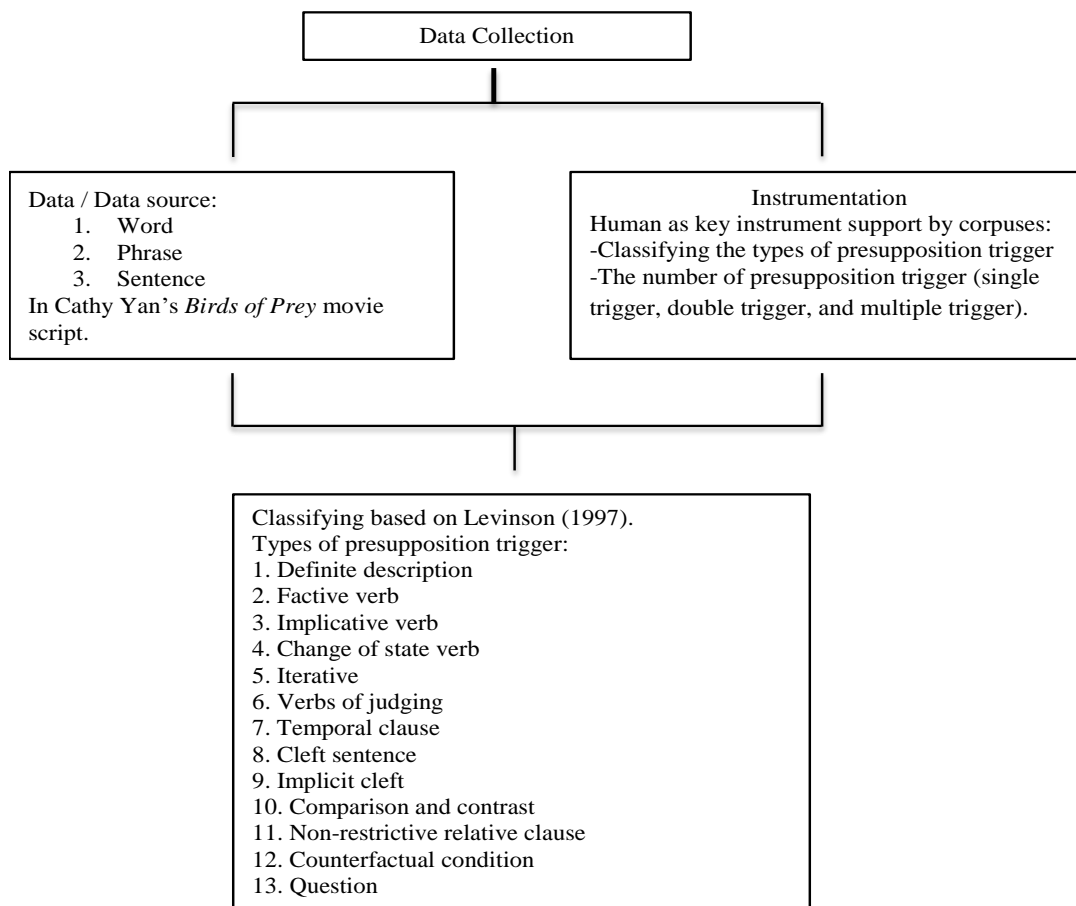 Data Collection
Data / Data source:
1. Word
2. Phrase
3. Sentence
In Cathy Yan’s Birds of Prey movie
script.
Instrumentation
Human as key instrument support by corpuses:
-Classifying the types of presupposition trigger
-The number of presupposition trigger (single
trigger, double trigger, and multiple trigger).
Classifying based on Levinson (1997).
Types of presupposition trigger:
1. Definite description
2. Factive verb
3. Implicative verb
4. Change of state verb
5. Iterative
6. Verbs of judging
7. Temporal clause
8. Cleft sentence
9. Implicit cleft
10. Comparison and contrast
11. Non-restrictive relative clause
12. Counterfactual condition
13. Question